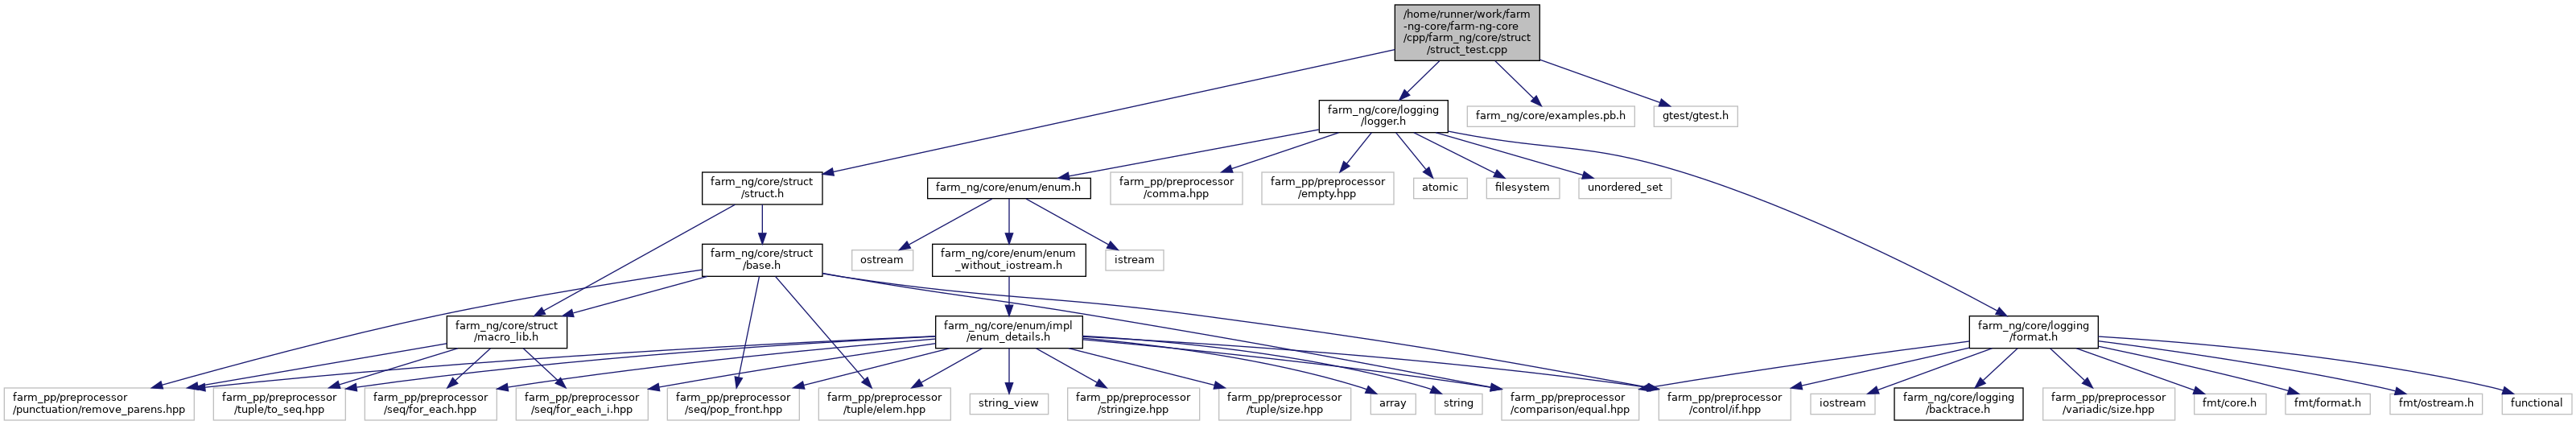 /home/runner/work/farm
-ng-core/farm-ng-core
/cpp/farm_ng/core/struct
/struct_test.cpp
farm_ng/core/logging
/logger.h
farm_ng/core/examples.pb.h
gtest/gtest.h
farm_ng/core/struct
/struct.h
farm_ng/core/enum/enum.h
farm_pp/preprocessor
/comma.hpp
farm_pp/preprocessor
/empty.hpp
atomic
filesystem
unordered_set
farm_ng/core/struct
/base.h
ostream
farm_ng/core/enum/enum
_without_iostream.h
istream
farm_ng/core/struct
/macro_lib.h
farm_ng/core/enum/impl
/enum_details.h
farm_ng/core/logging
/format.h
farm_pp/preprocessor
/punctuation/remove_parens.hpp
farm_pp/preprocessor
/tuple/to_seq.hpp
farm_pp/preprocessor
/seq/for_each.hpp
farm_pp/preprocessor
/seq/for_each_i.hpp
farm_pp/preprocessor
/seq/pop_front.hpp
farm_pp/preprocessor
/tuple/elem.hpp
string_view
farm_pp/preprocessor
/stringize.hpp
farm_pp/preprocessor
/tuple/size.hpp
array
string
farm_pp/preprocessor
/comparison/equal.hpp
farm_pp/preprocessor
/control/if.hpp
iostream
farm_ng/core/logging
/backtrace.h
farm_pp/preprocessor
/variadic/size.hpp
fmt/core.h
fmt/format.h
fmt/ostream.h
functional